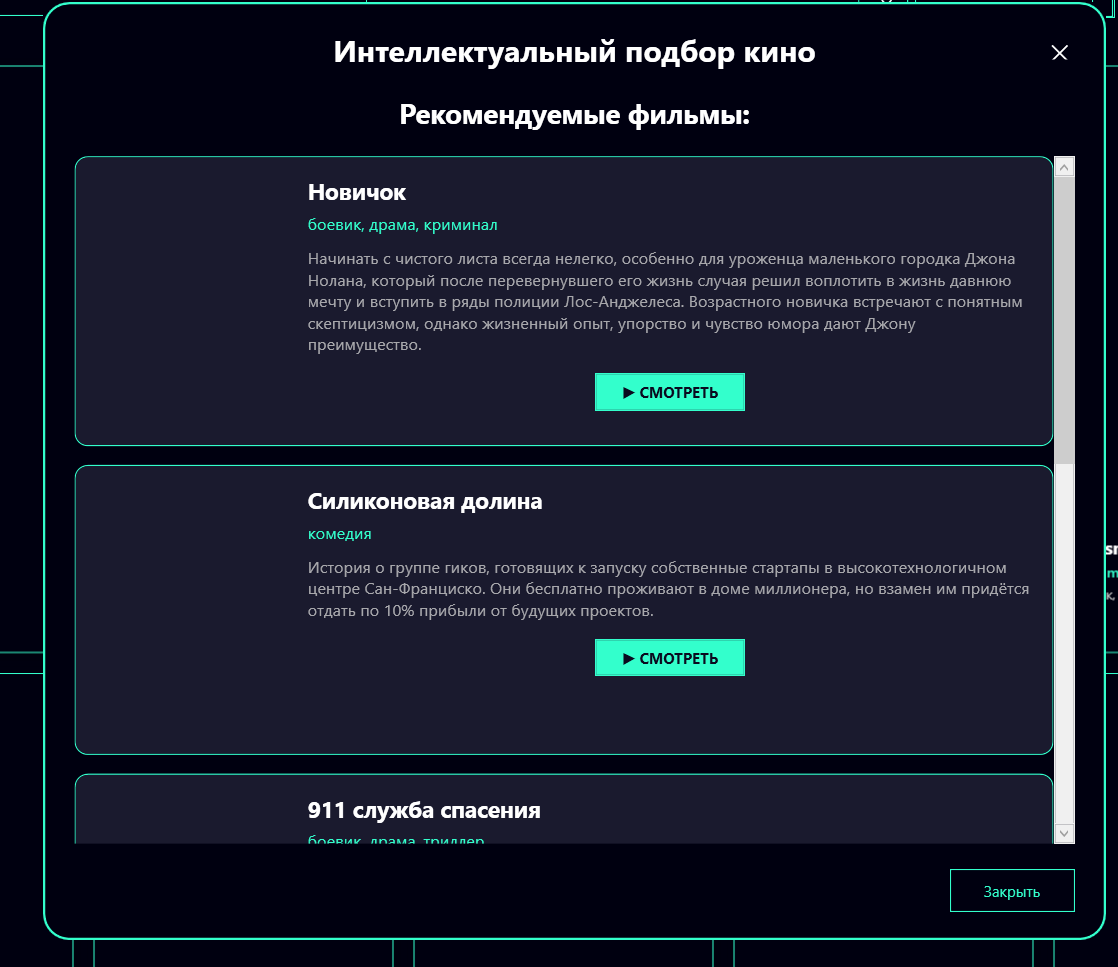 Интеллектуальный подбор кино
Рекомендуемые фильмы:
Новичок
боевик, драма, криминал
Начинать с чистого листа всегда нелегко, особенно для уроженца маленького городка Джона
Нолана, который после перевернувшего его жизнь случая решил воплотить в жизнь давнюю
мечту и вступить в ряды полиции Лос-Анджелеса. Возрастного новичка встречают с понятным
скептицизмом, однако жизненный опыт, упорство и чувство юмора дают Джону
преимущество.
▶ СМОТРЕТЬ
Силиконовая долина
комедия
История о группе гиков, готовящих к запуску собственные стартапы в высокотехнологичном
центре Сан-Франциско. Они бесплатно проживают в доме миллионера, но взамен им придётся
отдать по 10% прибыли от будущих проектов.
▶ СМОТРЕТЬ
911 служба спасения
боевик, драма, триллер
Закрыть